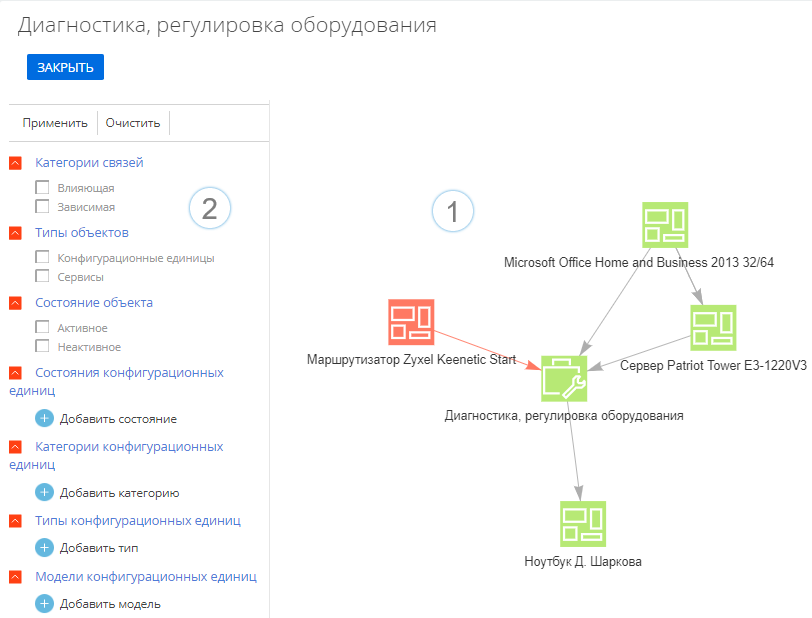 Диагностика, регулировка оборудования
ЗАКРЫТЬ
Применить
Очистить
Категории связей
Влияющая
Зависимая
2
Типы объектов
Конфигурационные единицы
Сервисы
Состояние объекта
Активное
Неактивное
Состояния конфигурационных
единиц
Добавить состояние
Категории конфигурационных
единиц
Добавить категорию
Типы конфигурационных единиц
Добавить тип
Модели конфигурационных единиц
Добавить модель
1
Microsoft Office Home and Business 2013 32/64
Маршрутизатор Zyxel Keenetic Start
Сервер Patriot Tower E3-1220V3
Диагностика, регулировка оборудования
Ноутбук Д. Шаркова